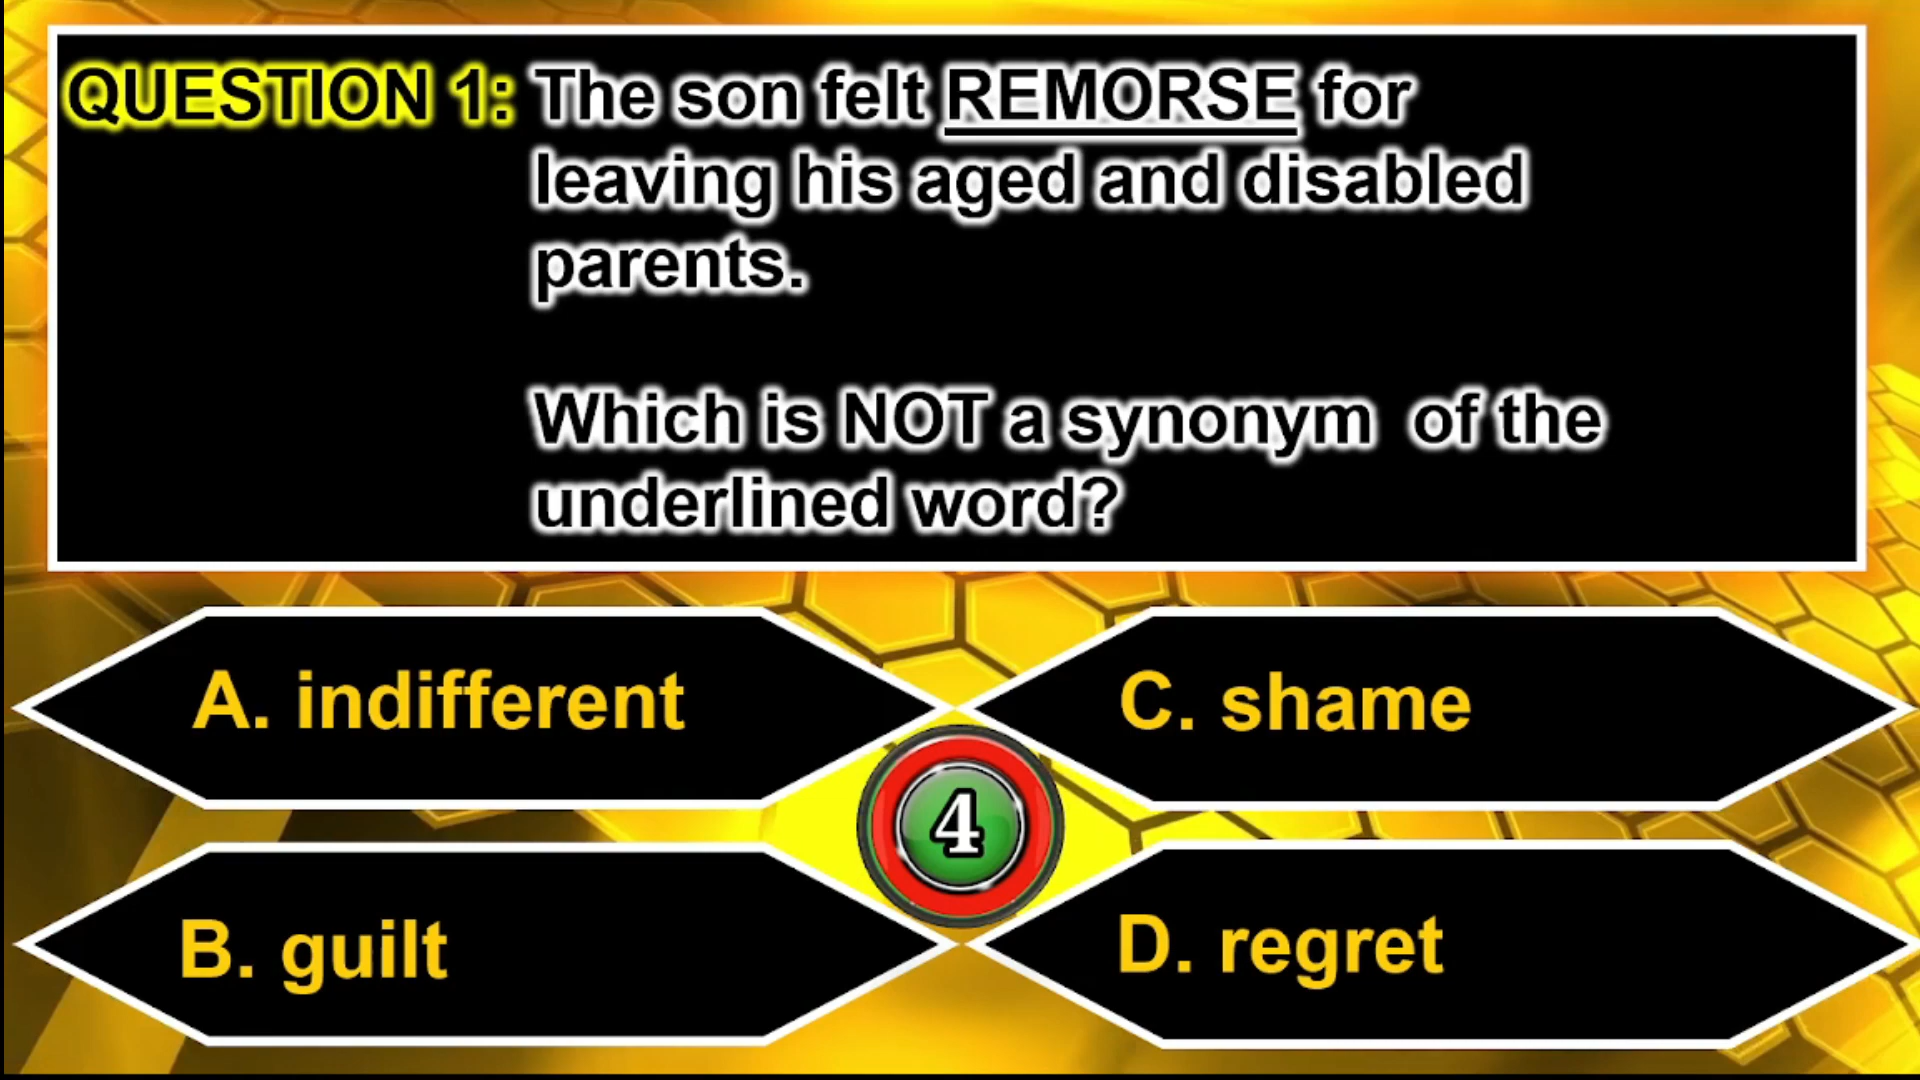 QUESTION 1: The son felt REMORSE for
leaving his aged and disabled
parents.
Which is NOT a synonym of the
underlined word?
A. indifferent
C. shame
4
B. guilt
D. regret